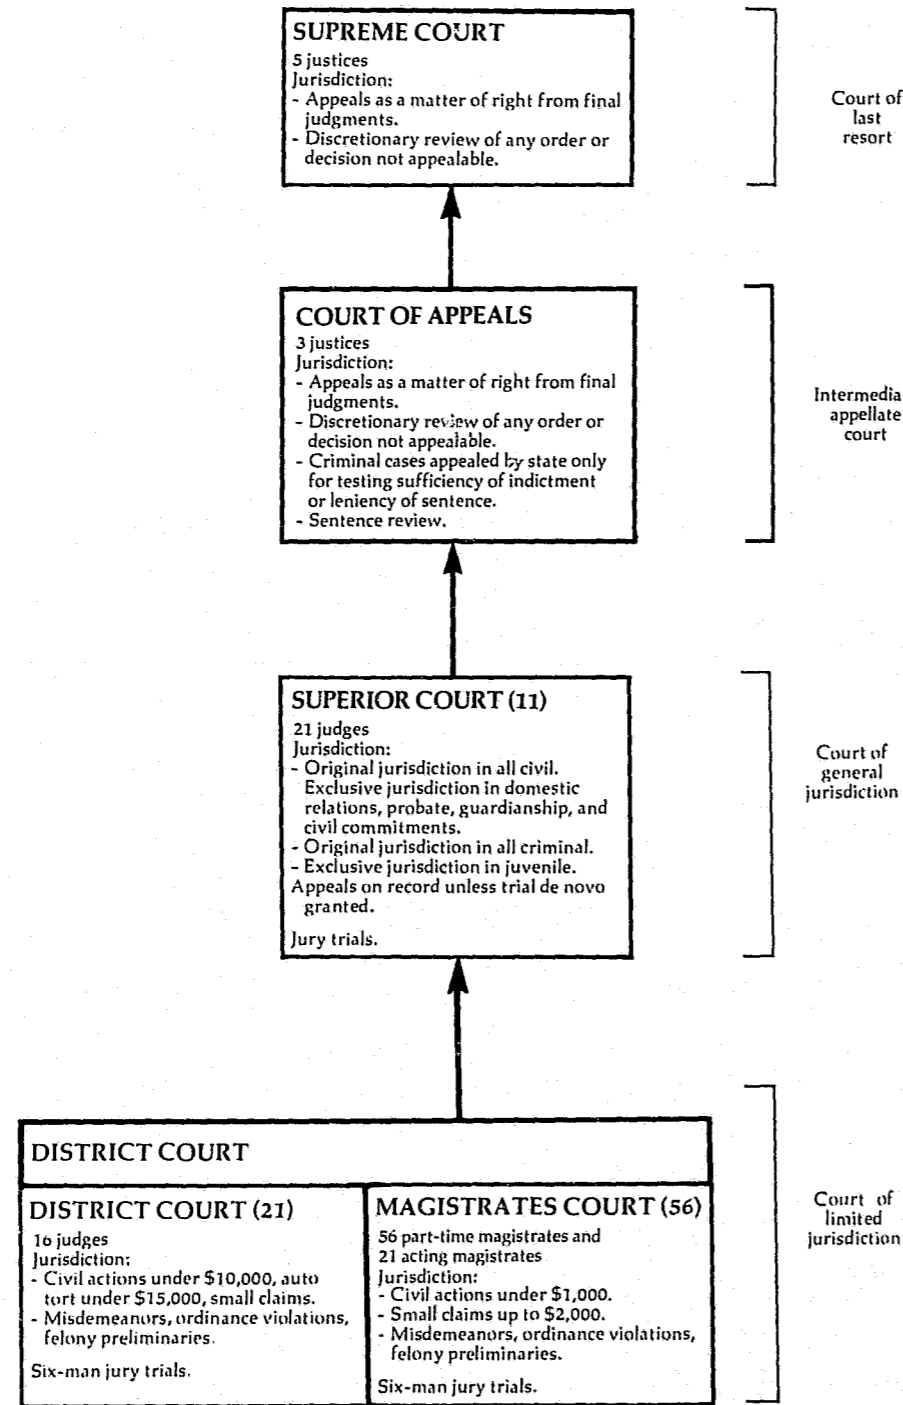 SUPREME COURT
5 justices
Jurisdiction:
- Appeals as a matter of right from final
judgments.
- Discretionary review of any order or
decision not appealable.
Court of
last
resort
COURT OF APPEALS
3 justices
Jurisdiction:
- Appeals as a matter of right from final
judgments.
- Discretionary review of any order or
decision not appealable.
- Criminal cases appealed by state only
for testing sufficiency of indictment
or leniency of sentence.
- Sentence review.
Intermedia
appellate
court
SUPERIOR COURT (11)
21 judges
Jurisdiction:
- Original jurisdiction in all civil.
Exclusive jurisdiction in domestic
relations, probate, guardianship, and
civil commitments.
- Original jurisdiction in all criminal.
- Exclusive jurisdiction in juvenile.
Appeals on record unless trial de novo
granted.
Jury trials.
Court of
general
jurisdiction
DISTRICT COURT
DISTRICT COURT (21)
16 judges
Jurisdiction:
- Civil actions under $10,000, auto
tort under $15,000, small claims.
- Misdemeanors, ordinance violations,
felony preliminaries.
Six-man jury trials.
MAGISTRATES COURT (56)
56 part-time magistrates and
21 acting magistrates
Jurisdiction:
- Civil actions under $1,000.
- Small claims up to $2,000.
- Misdemeanors, ordinance violations,
felony preliminaries.
Six-man jury trials.
Court of
limited
jurisdiction